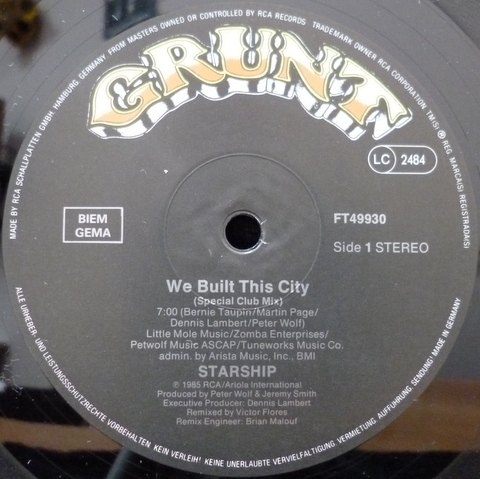 MADE BY RCA SCHALLPLATTEN GMBH HAMBURG, GERMANY FROM MASTERS OWNED OR CONTROLLED BY RCA RECORDS TRADEMARK OWNER RCA CORPORATION TM(S) ® REG. MARCA(S) REGISTRADA(S)
GRUNT
LC 2484
BIEM
GEMA
FT49930
Side 1 STEREO
We Built This City
(Special Club Mix)
7:00 (Bernie Taupin/Martin Page/
Dennis Lambert/Peter Wolf)
Little Mole Music/Zomba Enterprises/
Petwolf Music ASCAP/Tuneworks Music Co.
admin. by Arista Music, Inc., BMI
STARSHIP
℗ 1985 RCA/Ariola International
Produced by Peter Wolf & Jeremy Smith
Executive Producer: Dennis Lambert
Remixed by Victor Flores
Remix Engineer: Brian Malouf
ALLE URHEBER- UND LEISTUNGSSCHUTZRECHTE VORBEHALTEN. KEIN VERLEIH! KEINE UNERLAUBTE VERVIELFÄLTIGUNG, VERMIETUNG, AUFFÜHRUNG, SENDUNG! MADE IN GERMANY